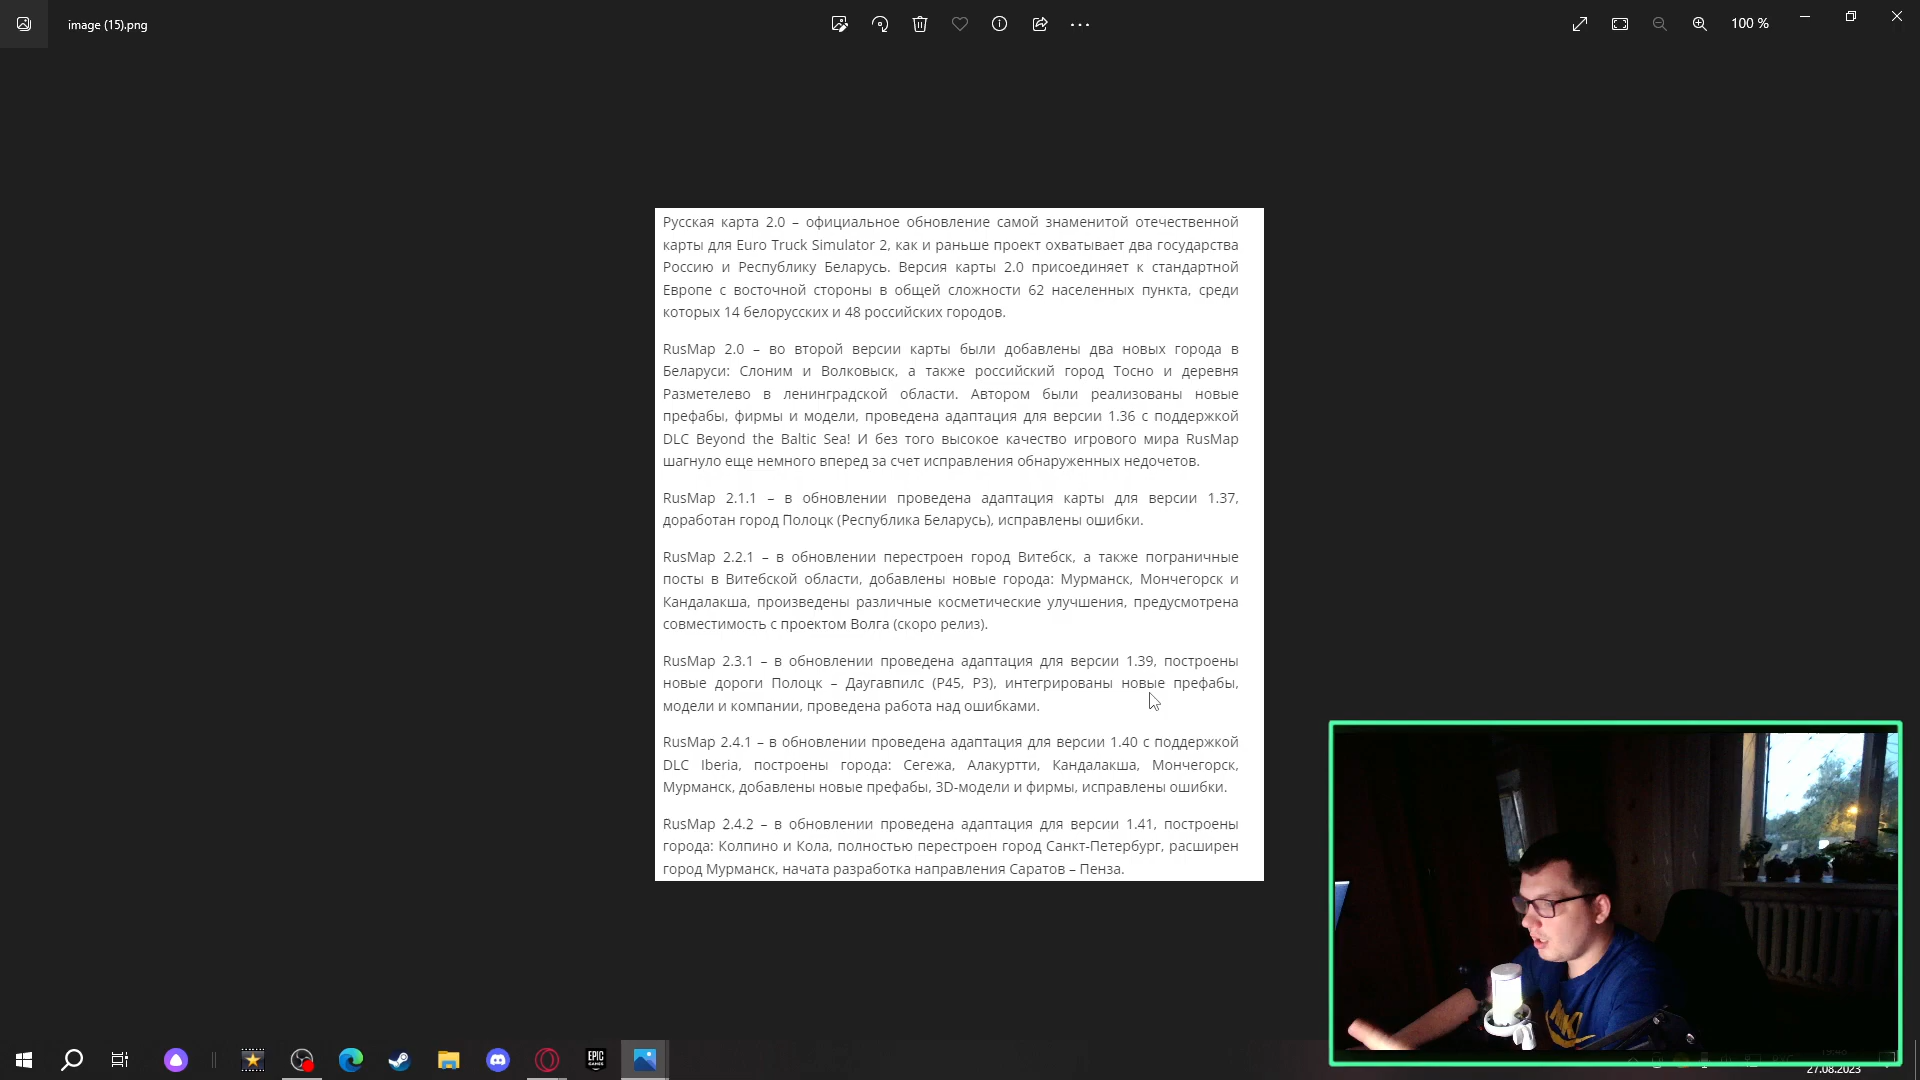 image (15).png
100 %
Русская карта 2.0 – официальное обновление самой знаменитой отечественной
карты для Euro Truck Simulator 2, как и раньше проект охватывает два государства
Россию и Республику Беларусь. Версия карты 2.0 присоединяет к стандартной
Европе с восточной стороны в общей сложности 62 населенных пункта, среди
которых 14 белорусских и 48 российских городов.
RusMap 2.0 – во второй версии карты были добавлены два новых города в
Беларуси: Слоним и Волковыск, а также российский город Тосно и деревня
Разметелево в ленинградской области. Автором были реализованы новые
префабы, фирмы и модели, проведена адаптация для версии 1.36 с поддержкой
DLC Beyond the Baltic Sea! И без того высокое качество игрового мира RusMap
шагнуло еще немного вперед за счет исправления обнаруженных недочетов.
RusMap 2.1.1 – в обновлении проведена адаптация карты для версии 1.37,
доработан город Полоцк (Республика Беларусь), исправлены ошибки.
RusMap 2.2.1 – в обновлении перестроен город Витебск, а также пограничные
посты в Витебской области, добавлены новые города: Мурманск, Мончегорск и
Кандалакша, произведены различные косметические улучшения, предусмотрена
совместимость с проектом Волга (скоро релиз).
RusMap 2.3.1 – в обновлении проведена адаптация для версии 1.39, построены
новые дороги Полоцк – Даугавпилс (Р45, Р3), интегрированы новые префабы,
модели и компании, проведена работа над ошибками.
RusMap 2.4.1 – в обновлении проведена адаптация для версии 1.40 с поддержкой
DLC Iberia, построены города: Сегежа, Алакуртти, Кандалакша, Мончегорск,
Мурманск, добавлены новые префабы, 3D-модели и фирмы, исправлены ошибки.
RusMap 2.4.2 – в обновлении проведена адаптация для версии 1.41, построены
города: Колпино и Кола, полностью перестроен город Санкт-Петербург, расширен
город Мурманск, начата разработка направления Саратов – Пенза.
EPIC
GAMES
27.08.2023